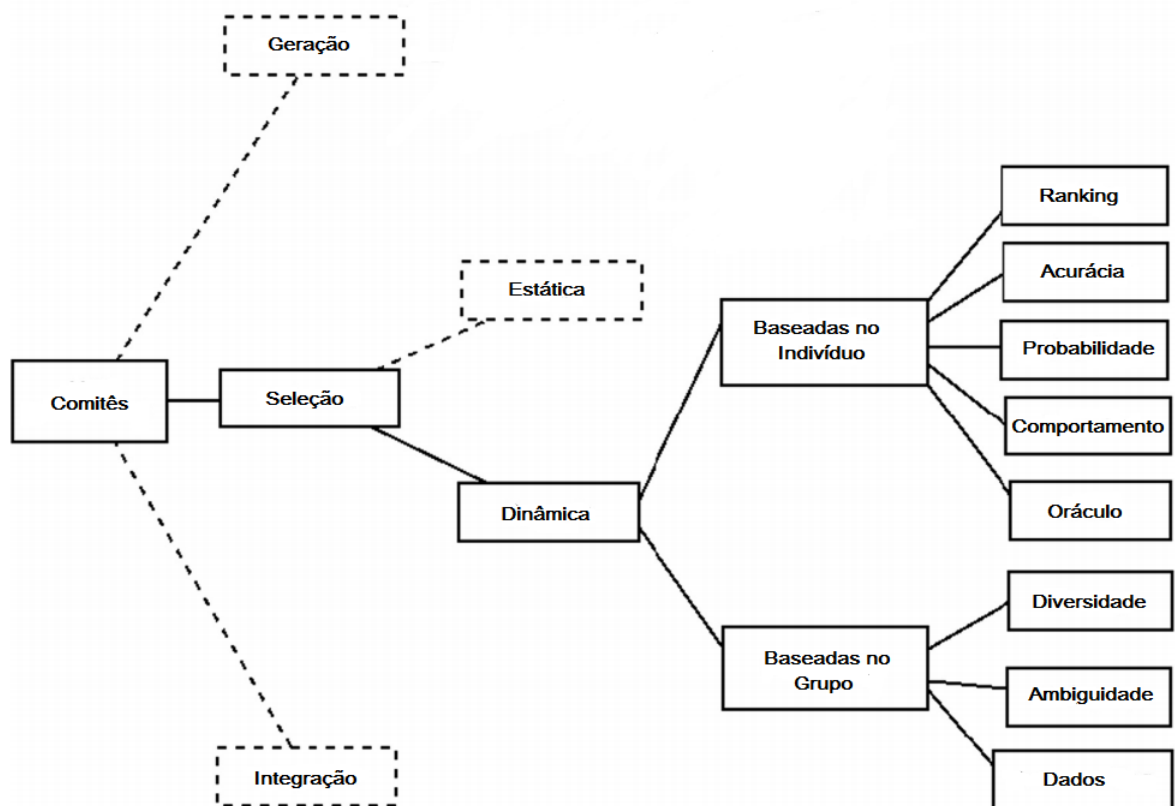 Geração
Ranking
Acurácia
Estática
Baseadas no
Indivíduo
Probabilidade
Comitês
Seleção
Comportamento
Dinâmica
Oráculo
Diversidade
Baseadas no
Grupo
Ambiguidade
Integração
Dados